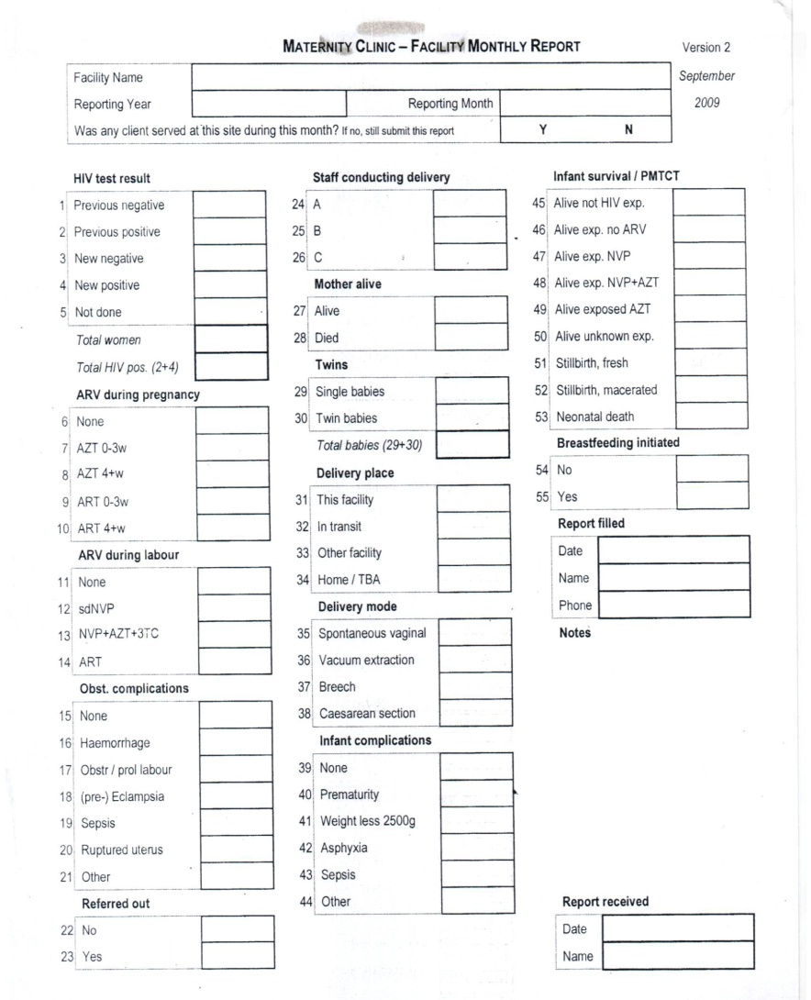 MATERNITY CLINIC – FACILITY MONTHLY REPORT
Version 2
September
2009
Facility Name
Reporting Year
Reporting Month
Was any client served at this site during this month? If no, still submit this report
Y N
HIV test result
1 Previous negative
2 Previous positive
3 New negative
4 New positive
5 Not done
Total women
Total HIV pos. (2+4)
ARV during pregnancy
6 None
7 AZT 0-3w
8 AZT 4+w
9 ART 0-3w
10 ART 4+w
ARV during labour
11 None
12 sdNVP
13 NVP+AZT+3TC
14 ART
Obst. complications
15 None
16 Haemorrhage
17 Obstr / prol labour
18 (pre-) Eclampsia
19 Sepsis
20 Ruptured uterus
21 Other
Referred out
22 No
23 Yes
Staff conducting delivery
24 A
25 B
26 C
Mother alive
27 Alive
28 Died
Twins
29 Single babies
30 Twin babies
Total babies (29+30)
Delivery place
31 This facility
32 In transit
33 Other facility
34 Home / TBA
Delivery mode
35 Spontaneous vaginal
36 Vacuum extraction
37 Breech
38 Caesarean section
Infant complications
39 None
40 Prematurity
41 Weight less 2500g
42 Asphyxia
43 Sepsis
44 Other
Infant survival / PMTCT
45 Alive not HIV exp.
46 Alive exp. no ARV
47 Alive exp. NVP
48 Alive exp. NVP+AZT
49 Alive exposed AZT
50 Alive unknown exp.
51 Stillbirth, fresh
52 Stillbirth, macerated
53 Neonatal death
Breastfeeding initiated
54 No
55 Yes
Report filled
Date
Name
Phone
Notes
Report received
Date
Name